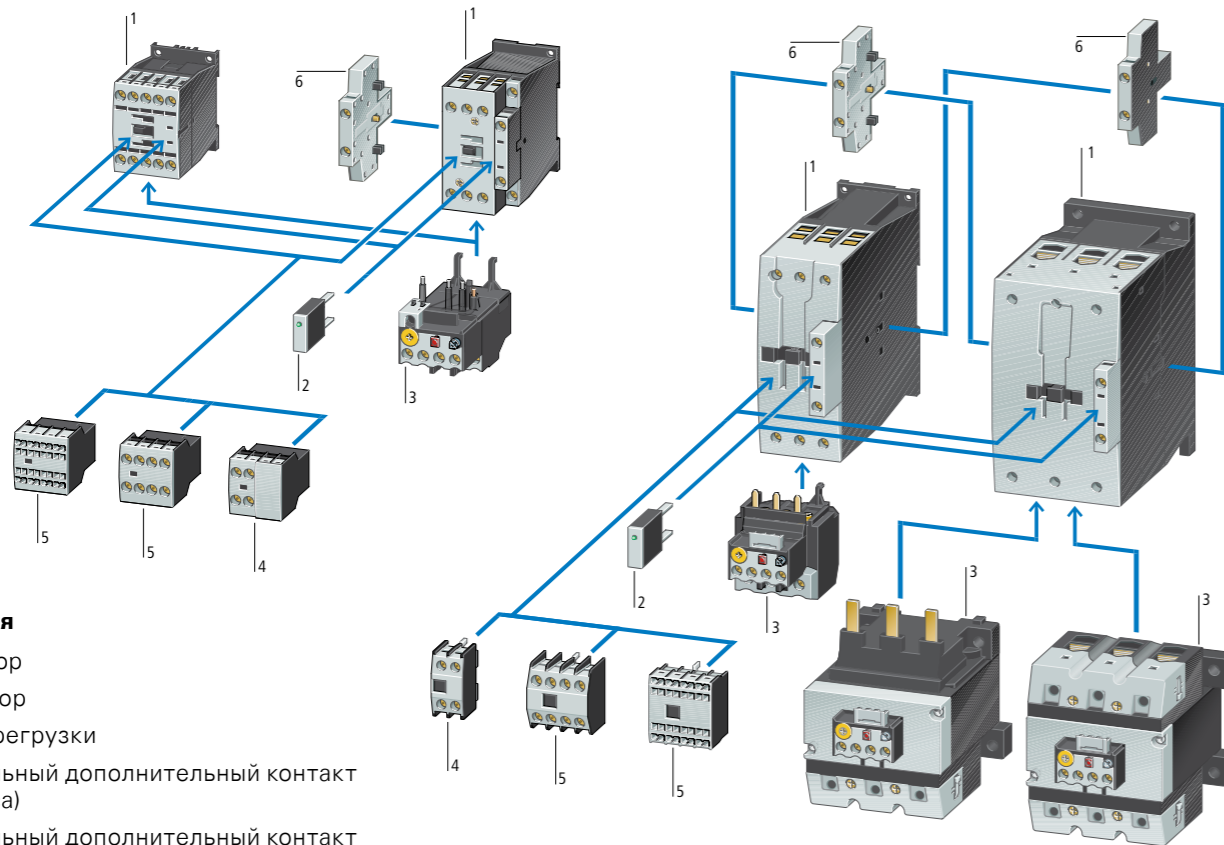 1
1
6
6
6
1
1
2
3
5
5
4
2
3
3
3
4
5
5
я
ор
ор
регрузки
льный дополнительный контакт
а)
льный дополнительный контакт